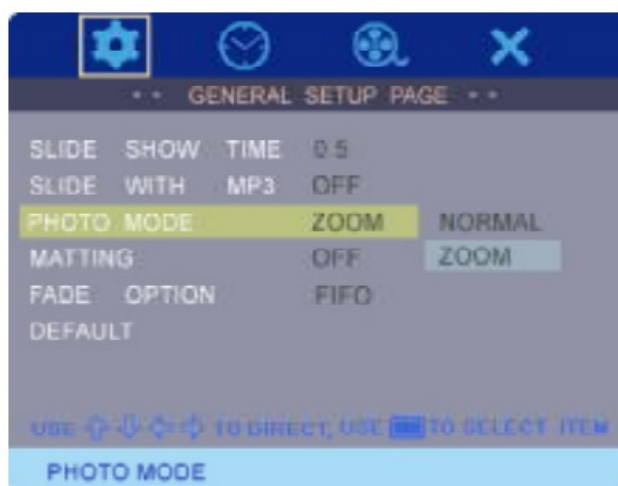 - - GENERAL SETUP PAGE - -
SLIDE SHOW TIME 0.5
SLIDE WITH MP3 OFF
PHOTO MODE ZOOM NORMAL
MATTING OFF ZOOM
FADE OPTION FIFO
DEFAULT
USE TO DIRECT, USE TO SELECT ITEM
PHOTO MODE